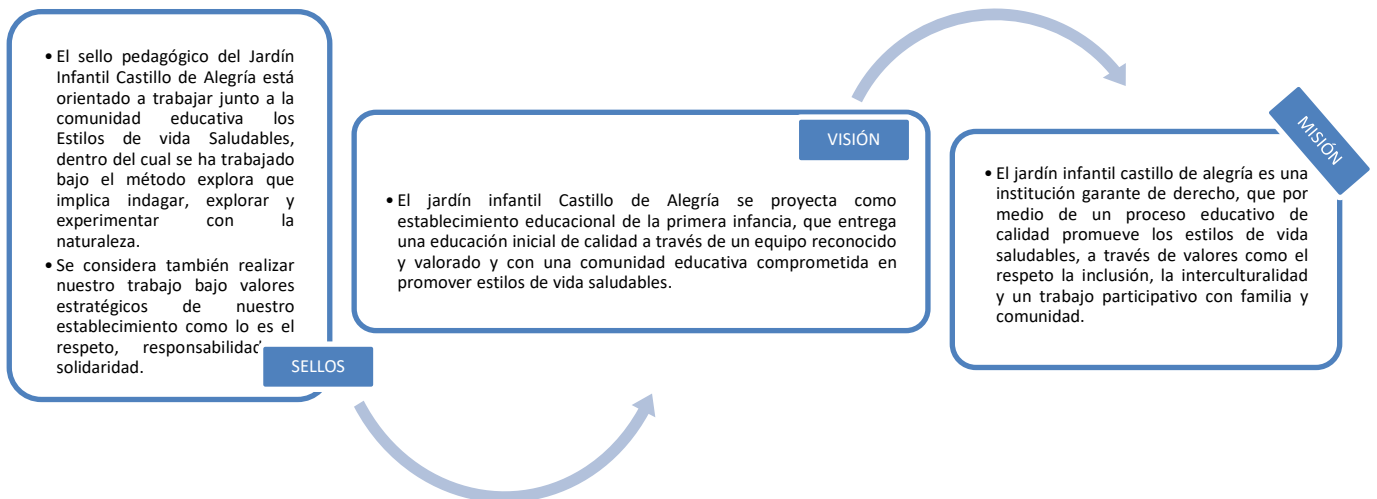 • El sello pedagógico del Jardín
Infantil Castillo de Alegría está
orientado a trabajar junto a la
comunidad educativa los
Estilos de vida Saludables,
dentro del cual se ha trabajado
bajo el método explora que
implica indagar, explorar y
experimentar con la
naturaleza.
• Se considera también realizar
nuestro trabajo bajo valores
estratégicos de nuestro
establecimiento como lo es el
respeto, responsabilidad
solidaridad.
SELLOS
VISIÓN
• El jardín infantil Castillo de Alegría se proyecta como
establecimiento educacional de la primera infancia, que entrega
una educación inicial de calidad a través de un equipo reconocido
y valorado y con una comunidad educativa comprometida en
promover estilos de vida saludables.
MISIÓN
• El jardín infantil castillo de alegría es una
institución garante de derecho, que por
medio de un proceso educativo de
calidad promueve los estilos de vida
saludables, a través de valores como el
respeto la inclusión, la interculturalidad
y un trabajo participativo con familia y
comunidad.